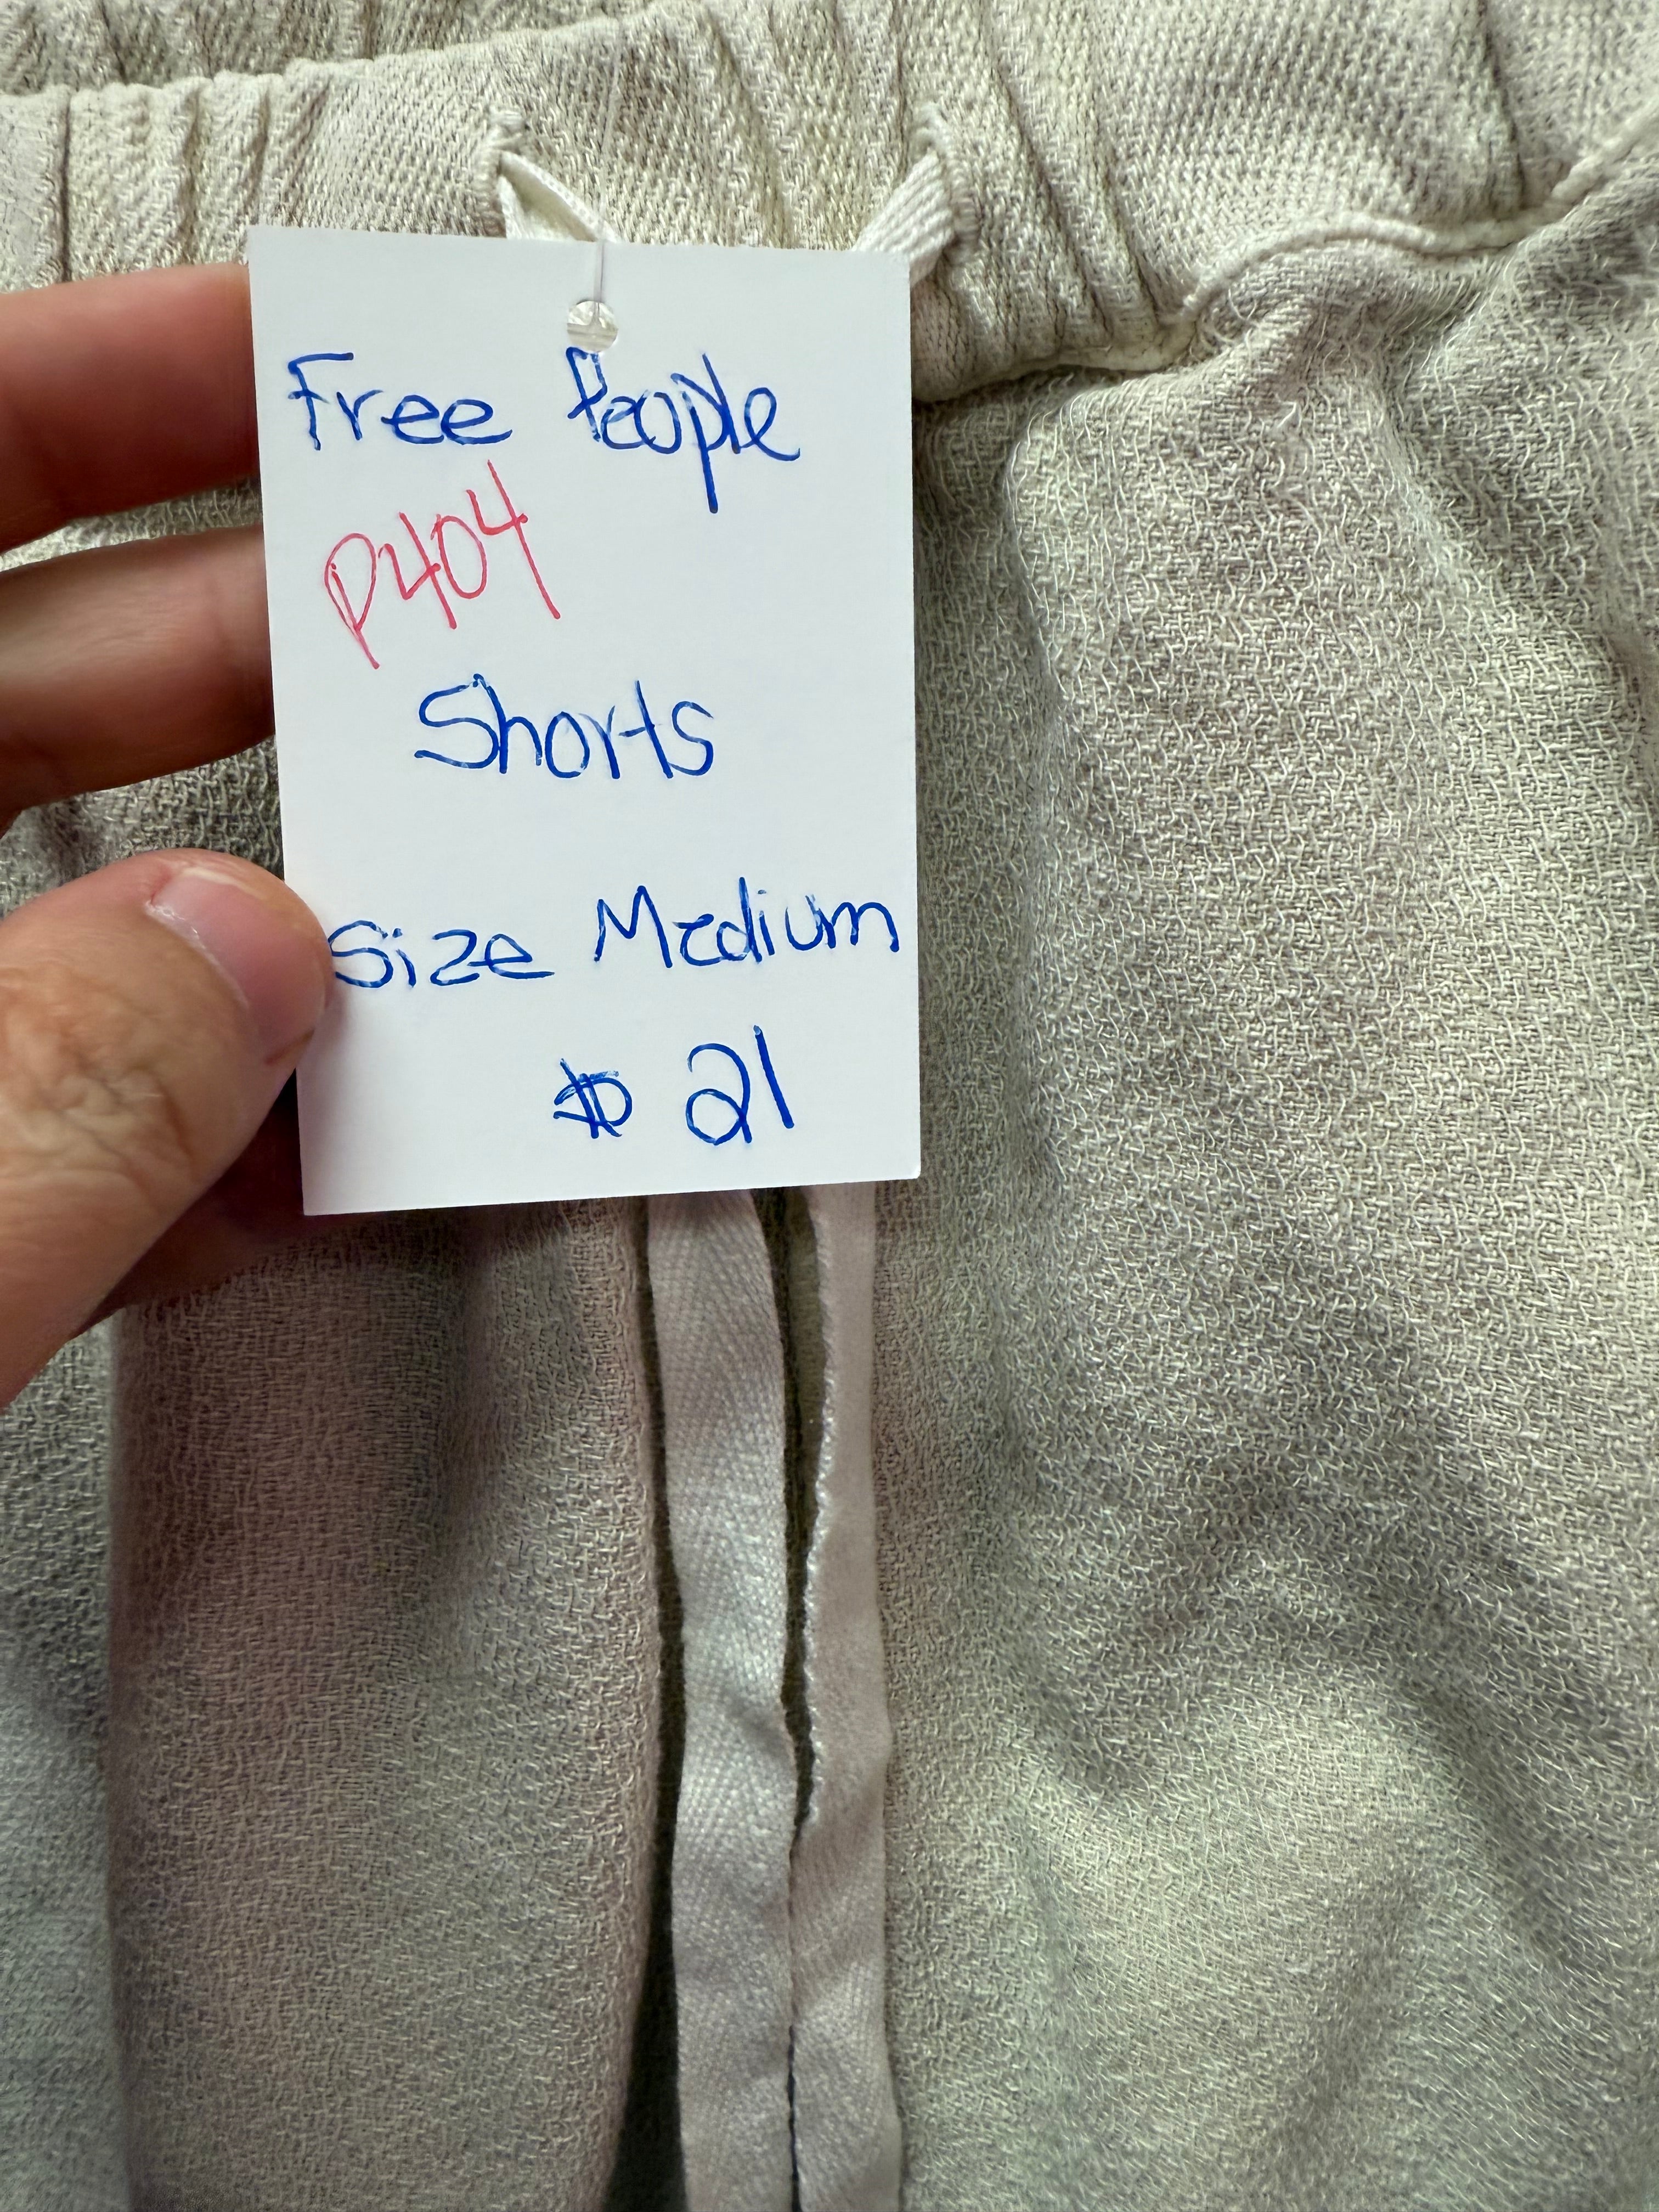 Free People
P404
Shorts
Size Medium
$ 21